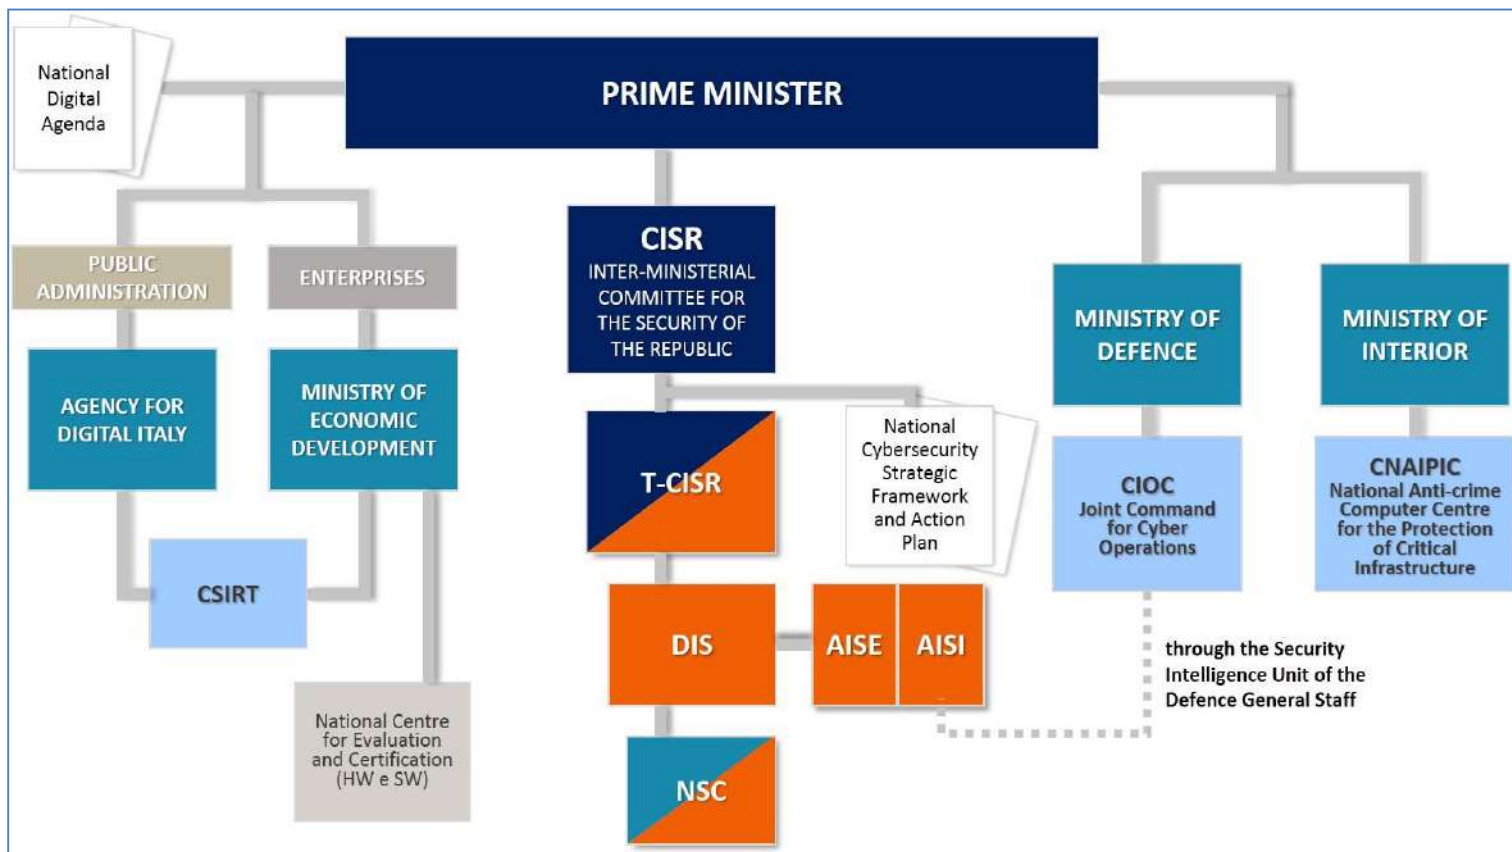 National
Digital
Agenda
PRIME MINISTER
CISR
INTER-MINISTERIAL
COMMITTEE FOR
THE SECURITY OF
THE REPUBLIC
PUBLIC
ADMINISTRATION
ENTERPRISES
AGENCY FOR
DIGITAL ITALY
MINISTRY OF
ECONOMIC
DEVELOPMENT
CSIRT
National Centre
for Evaluation
and Certification
(HW e SW)
T-CISR
National
Cybersecurity
Strategic
Framework
and Action
Plan
DIS
AISE
AISI
NSC
MINISTRY OF
DEFENCE
MINISTRY OF
INTERIOR
CIOC
Joint Command
for Cyber
Operations
CNAIPIC
National Anti-crime
Computer Centre
for the Protection
of Critical
Infrastructure
through the Security
Intelligence Unit of the
Defence General Staff